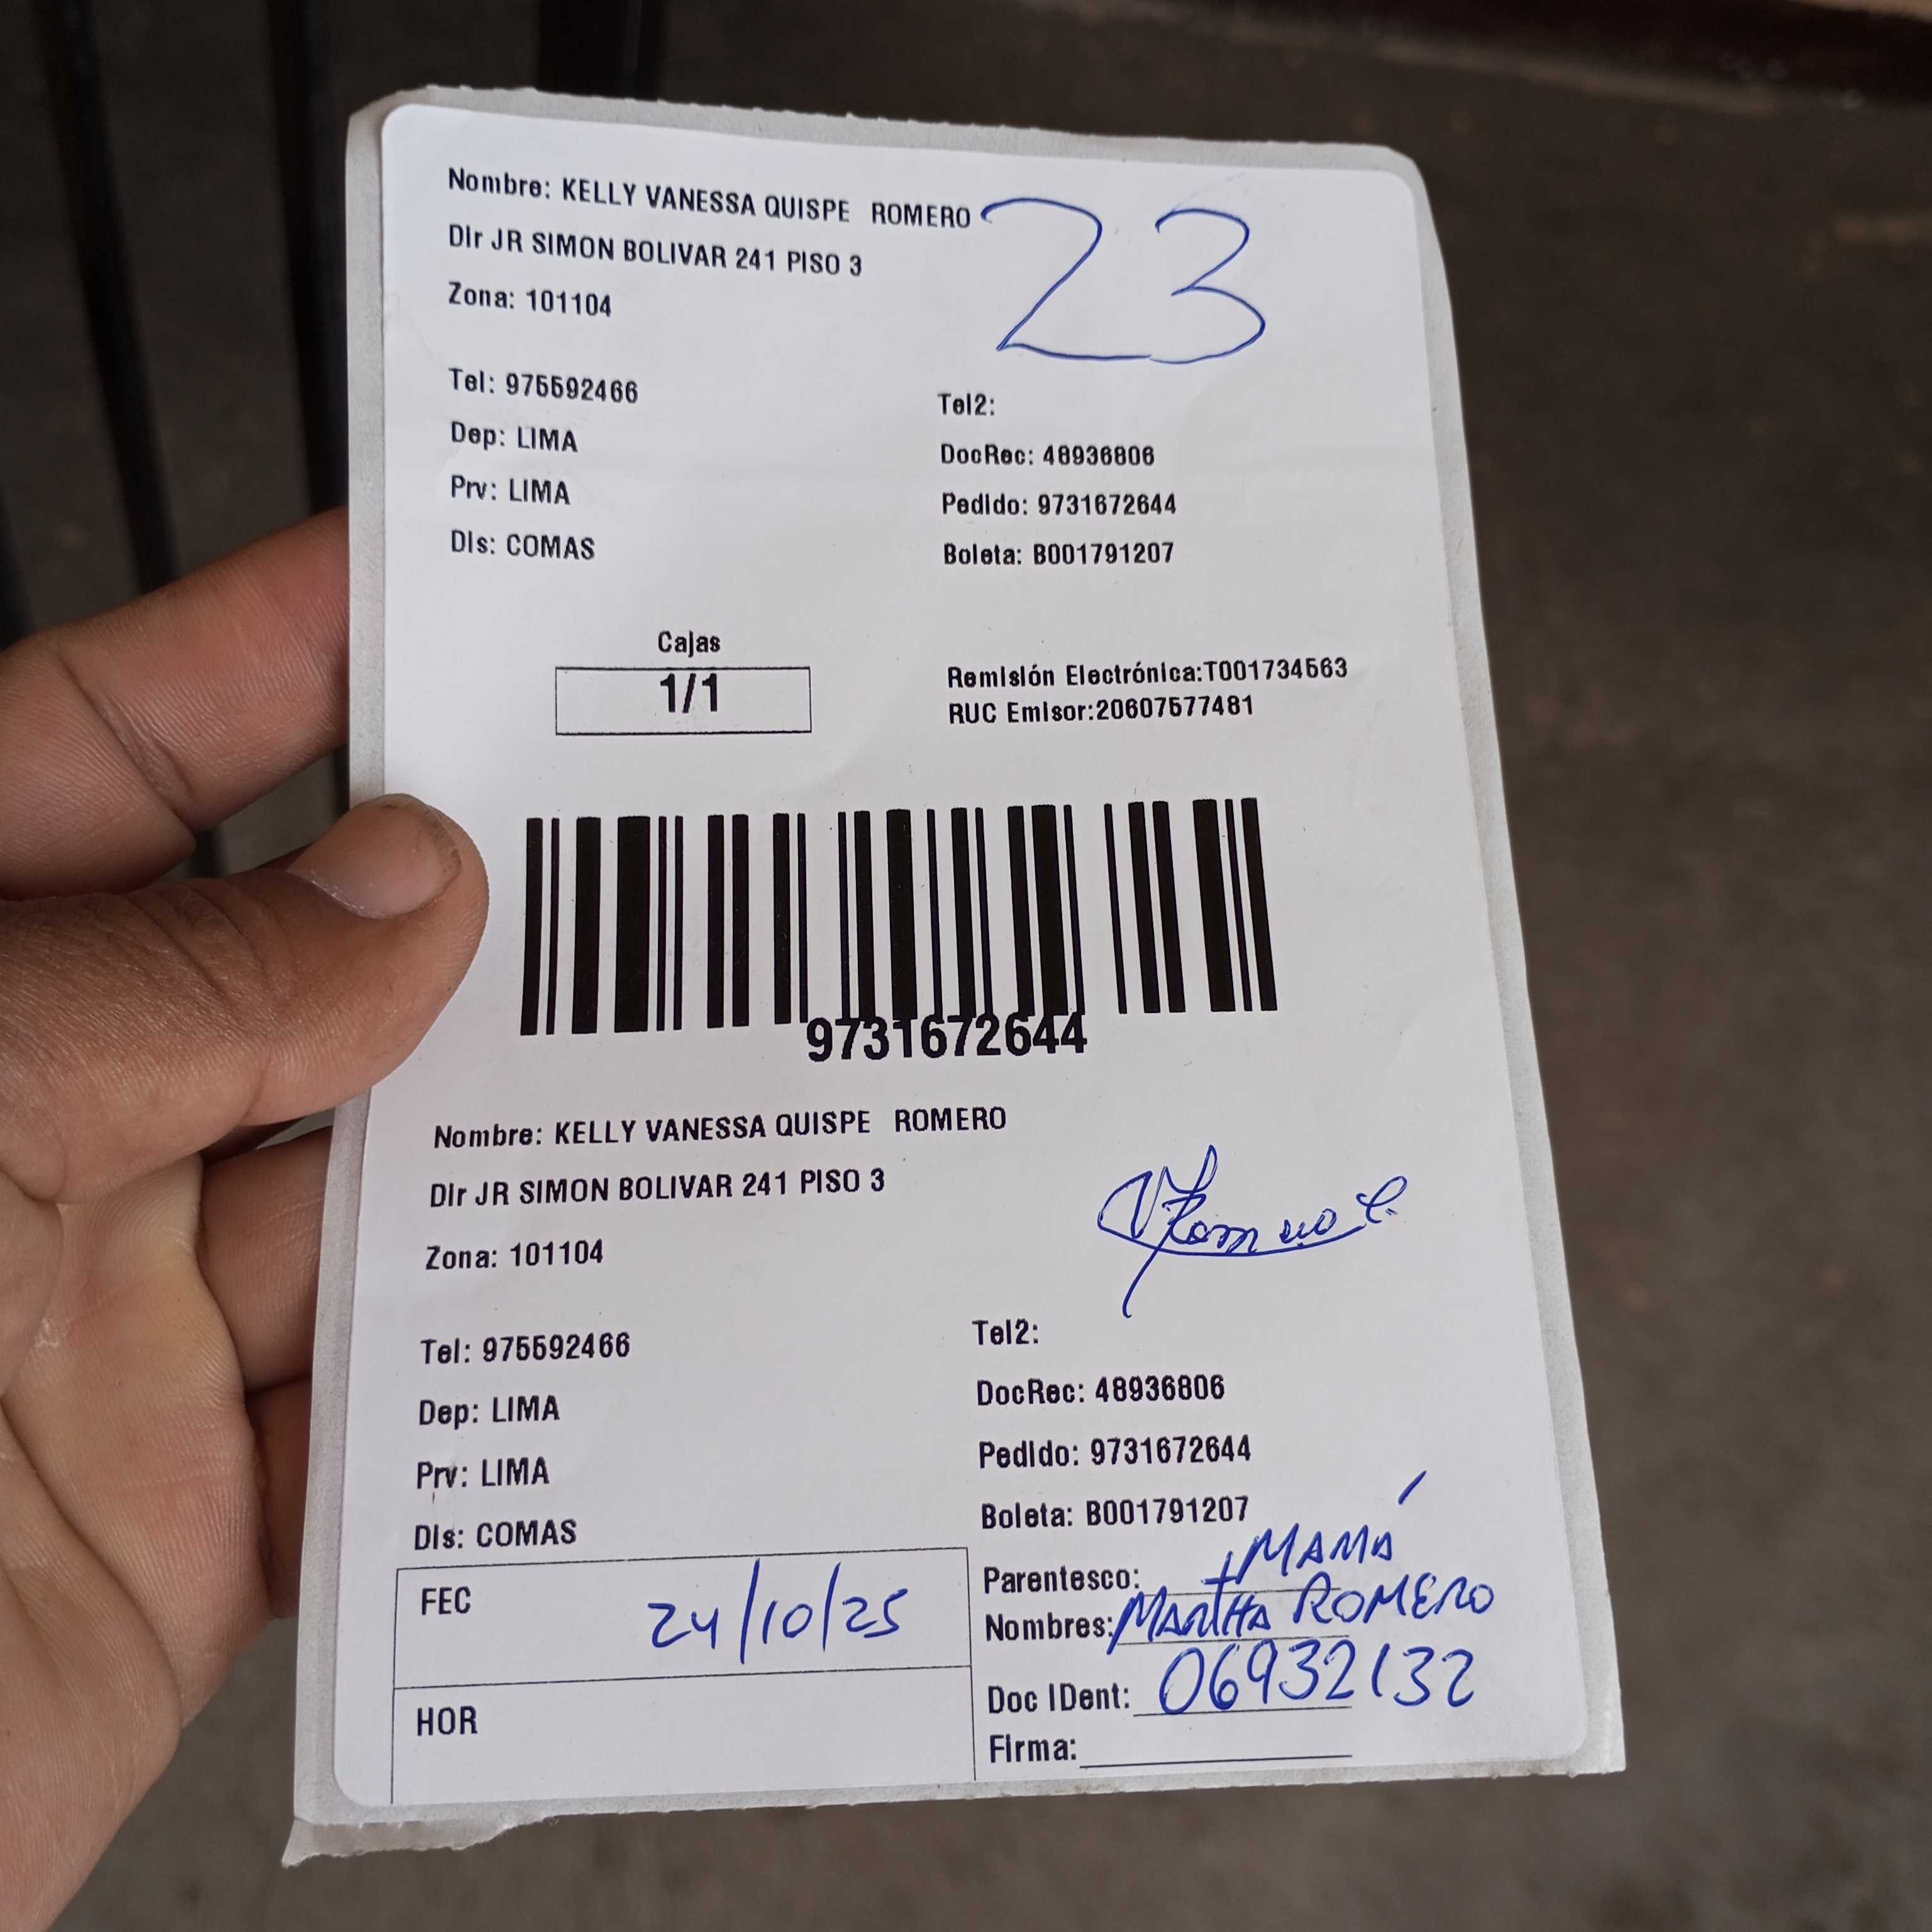 Nombre: KELLY VANESSA QUISPE ROMERO
23
Dir JR SIMON BOLIVAR 241 PISO 3
Zona: 101104
Tel: 975592466
Tel2:
Dep: LIMA
DocRec: 48936806
Prv: LIMA
Pedido: 9731672644
Dis: COMAS
Boleta: B001791207
Cajas
1/1
Remisión Electrónica:T001734563
RUC Emisor:20607577481
9731672644
Nombre: KELLY VANESSA QUISPE ROMERO
Dir JR SIMON BOLIVAR 241 PISO 3
Zona: 101104
Tel: 975592466
Tel2:
Dep: LIMA
DocRec: 48936806
Prv: LIMA
Pedido: 9731672644
Dis: COMAS
Boleta: B001791207
FEC 24/10/25
Parentesco: MAMÁ
Nombres: MARTHA ROMERO
Doc IDent: 06932132
HOR
Firma: